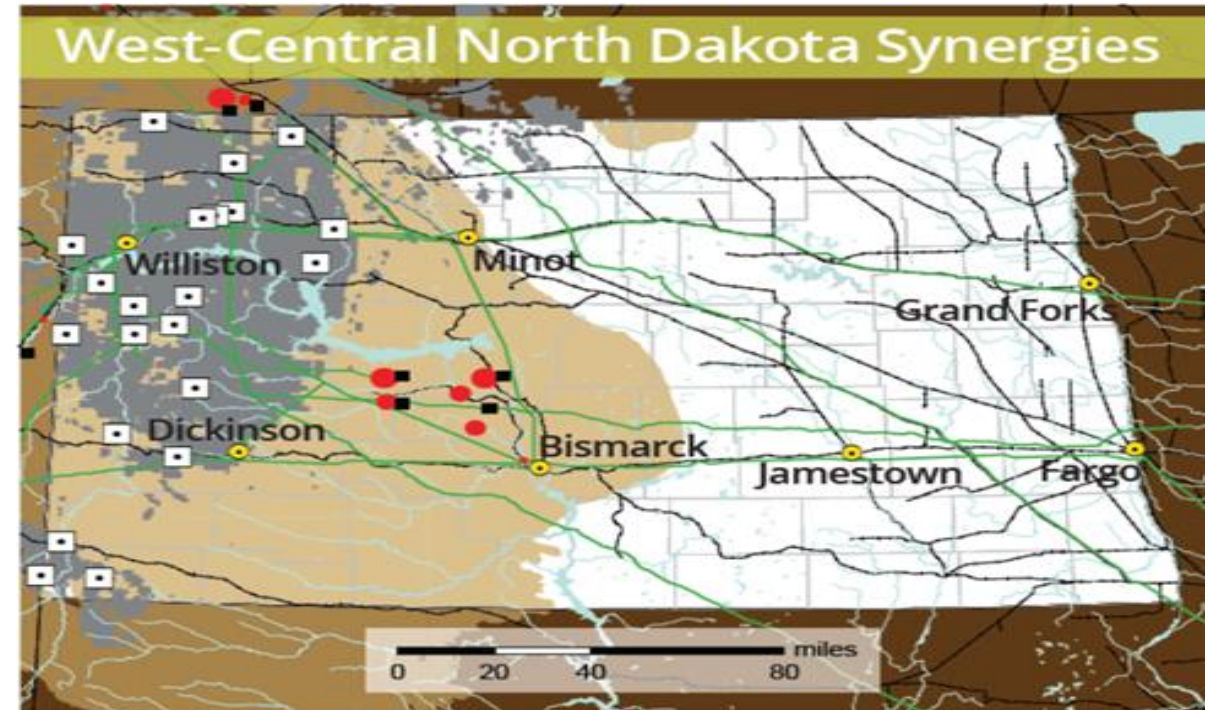 West-Central North Dakota Synergies
Williston
Minot
Grand Forks
Dickinson
Bismarck
Jamestown
Fargo
miles
0 20 40 80